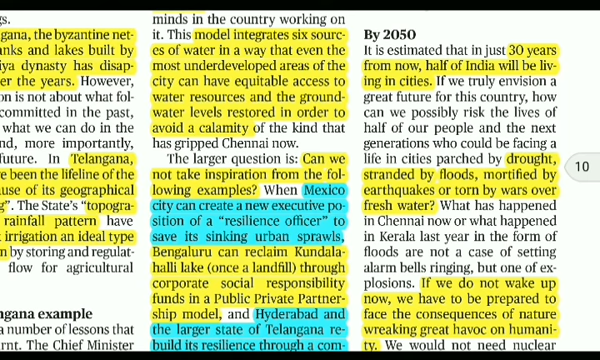 gs.
gana, the byzantine net-
anks and lakes built by
iya dynasty has disap-
er the years. However,
on is not about what fol-
committed in the past,
what we can do in the
nd, more importantly,
future. In Telangana,
re been the lifeline of the
use of its geographical
g". The State's "topogra-
rainfall pattern have
irrigation an ideal type
n by storing and regulat-
flow for agricultural
ngana example
a number of lessons that
rnt. The Chief Minister
minds in the country working on
it. This model integrates six sourc-
es of water in a way that even the
most underdeveloped areas of the
city can have equitable access to
water resources and the ground-
water levels restored in order to
avoid a calamity of the kind that
has gripped Chennai now.
The larger question is: Can we
not take inspiration from the fol-
lowing examples? When Mexico
city can create a new executive po-
sition of a "resilience officer" to
save its sinking urban sprawls,
Bengaluru can reclaim Kundala-
halli lake (once a landfill) through
corporate social responsibility
funds in a Public Private Partner-
ship model, and Hyderabad and
the larger state of Telangana re-
build its resilience through a com-
By 2050
It is estimated that in just 30 years
from now, half of India will be liv-
ing in cities. If we truly envision a
great future for this country, how
can we possibly risk the lives of
half of our people and the next
generations who could be facing a
life in cities parched by drought,
stranded by floods, mortified by
earthquakes or torn by wars over
fresh water? What has happened
in Chennai now or what happened
in Kerala last year in the form of
floods are not a case of setting
alarm bells ringing, but one of ex-
plosions. If we do not wake up
now, we have to be prepared to
face the consequences of nature
wreaking great havoc on humani-
ty. We would not need nuclear
10